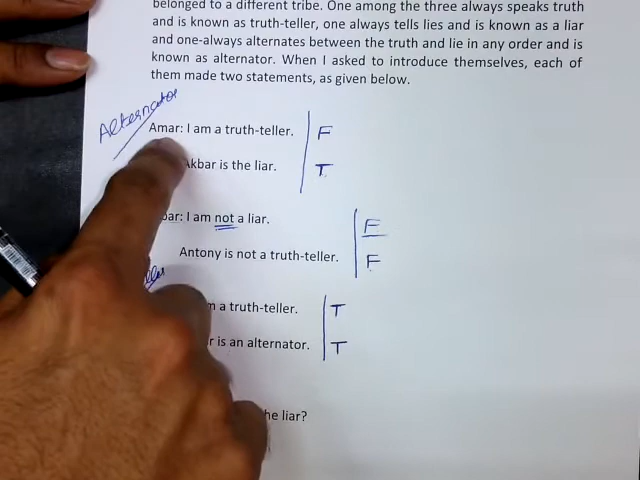 belonged to a different tribe. One among the three always speaks truth
and is known as truth-teller, one always tells lies and is known as a liar
and one-always alternates between the truth and lie in any order and is
known as alternator. When I asked to introduce themselves, each of
them made two statements, as given below.
Alternator
Amar: I am a truth-teller. F
Akbar is the liar. T
bar: I am not a liar. F
Antony is not a truth-teller. F
m a truth-teller. T
r is an alternator. T
he liar?